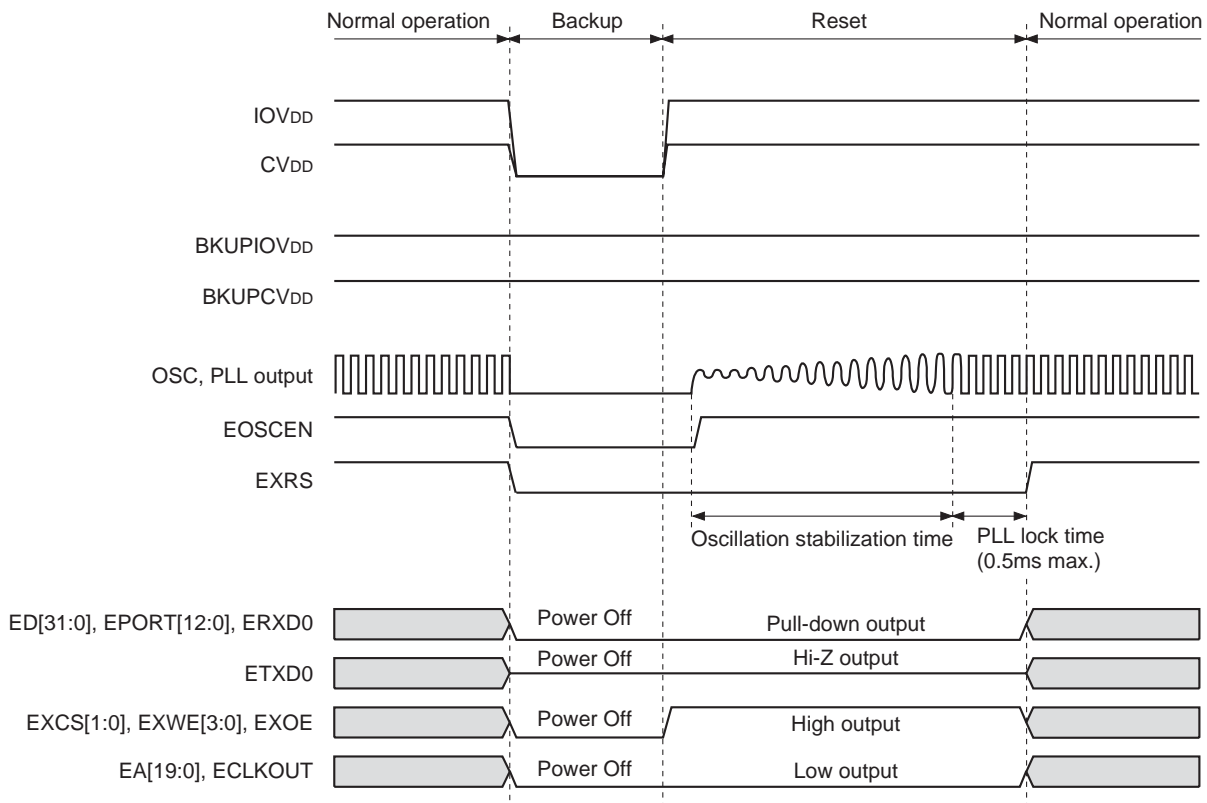 Normal operation Backup Reset Normal operation
IOVDD
CVDD
BKUPIOVDD
BKUPCVDD
OSC, PLL output
EOSCEN
EXRS
Oscillation stabilization time PLL lock time
(0.5ms max.)
ED[31:0], EPORT[12:0], ERXD0 Power Off Pull-down output
ETXD0 Power Off Hi-Z output
EXCS[1:0], EXWE[3:0], EXOE Power Off High output
EA[19:0], ECLKOUT Power Off Low output